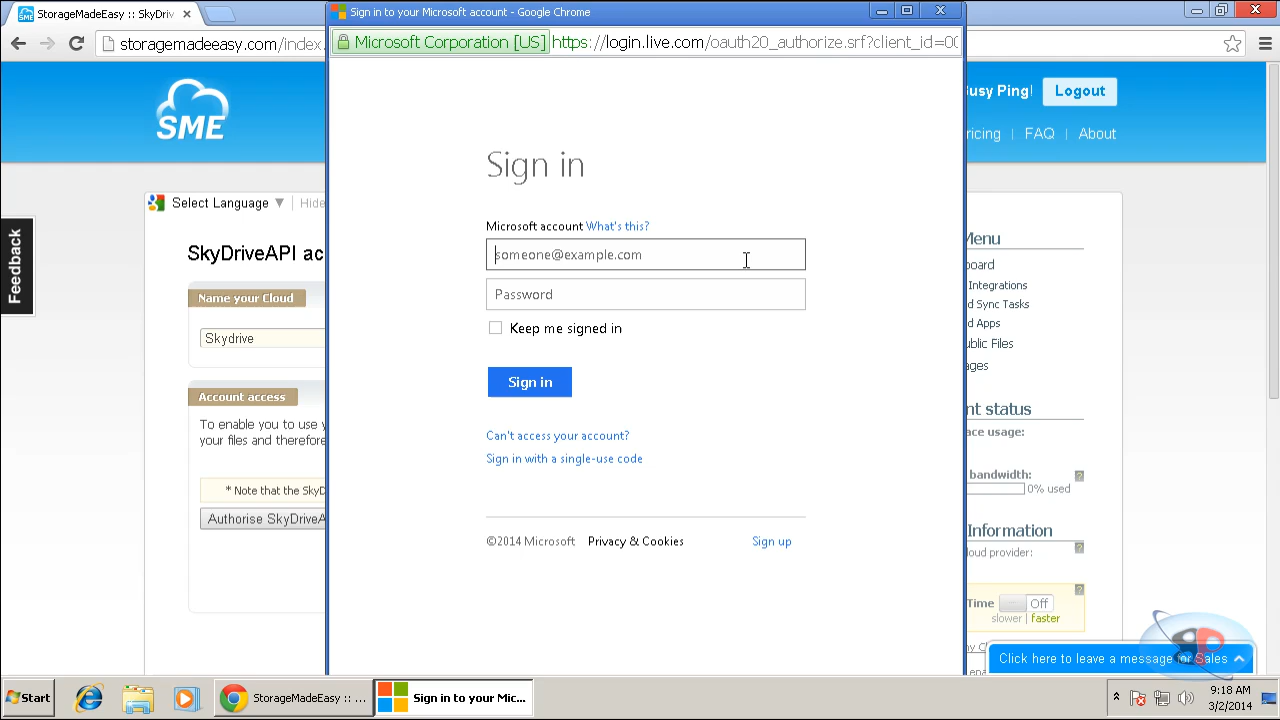 StorageMadeEasy :: SkyDriv
Sign in to your Microsoft account - Google Chrome
storagemadeeasy.com/index.
Microsoft Corporation [US] https://login.live.com/oauth20_authorize.srf?client_id=00
SME
usy Ping! Logout
ricing | FAQ | About
Sign in
Select Language ▼ | Hide
Microsoft account What's this?
someone@example.com
Password
Keep me signed in
Sign in
Can't access your account?
Sign in with a single-use code
©2014 Microsoft Privacy & Cookies Sign up
Feedback
SkyDriveAPI ac
Name your Cloud
Skydrive
Account access
To enable you to use
your files and therefore
* Note that the SkyD
Authorise SkyDriveA
Menu
board
Integrations
d Sync Tasks
d Apps
ublic Files
ages
nt status
ace usage:
bandwidth:
0% used
Information
loud provider:
Time Off
slower | faster
Click here to leave a message for Sales
Start
StorageMadeEasy :: ...
Sign in to your Mic...
9:18 AM
3/2/2014